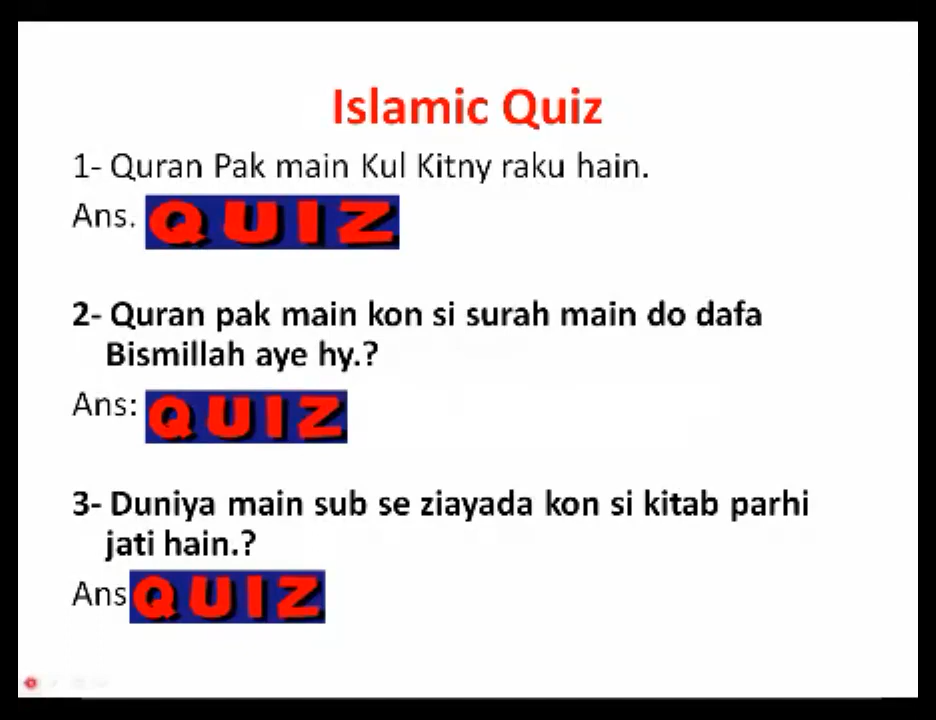 Islamic Quiz
1- Quran Pak main Kul Kitny raku hain.
Ans. QUIZ
2- Quran pak main kon si surah main do dafa
Bismillah aye hy.?
Ans: QUIZ
3- Duniya main sub se ziayada kon si kitab parhi
jati hain.?
Ans QUIZ